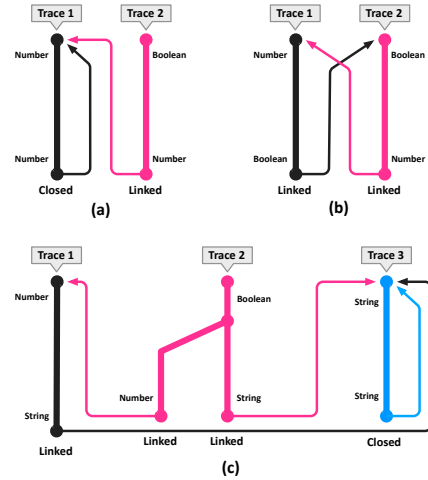 Trace 1 Trace 2
Number Boolean
Number Number
Closed Linked
(a)
Trace 1 Trace 2
Number Boolean
Boolean Number
Linked Linked
(b)
Trace 1 Trace 2 Trace 3
Number Boolean String
Number
String String String
Linked Linked Linked Closed
(c)